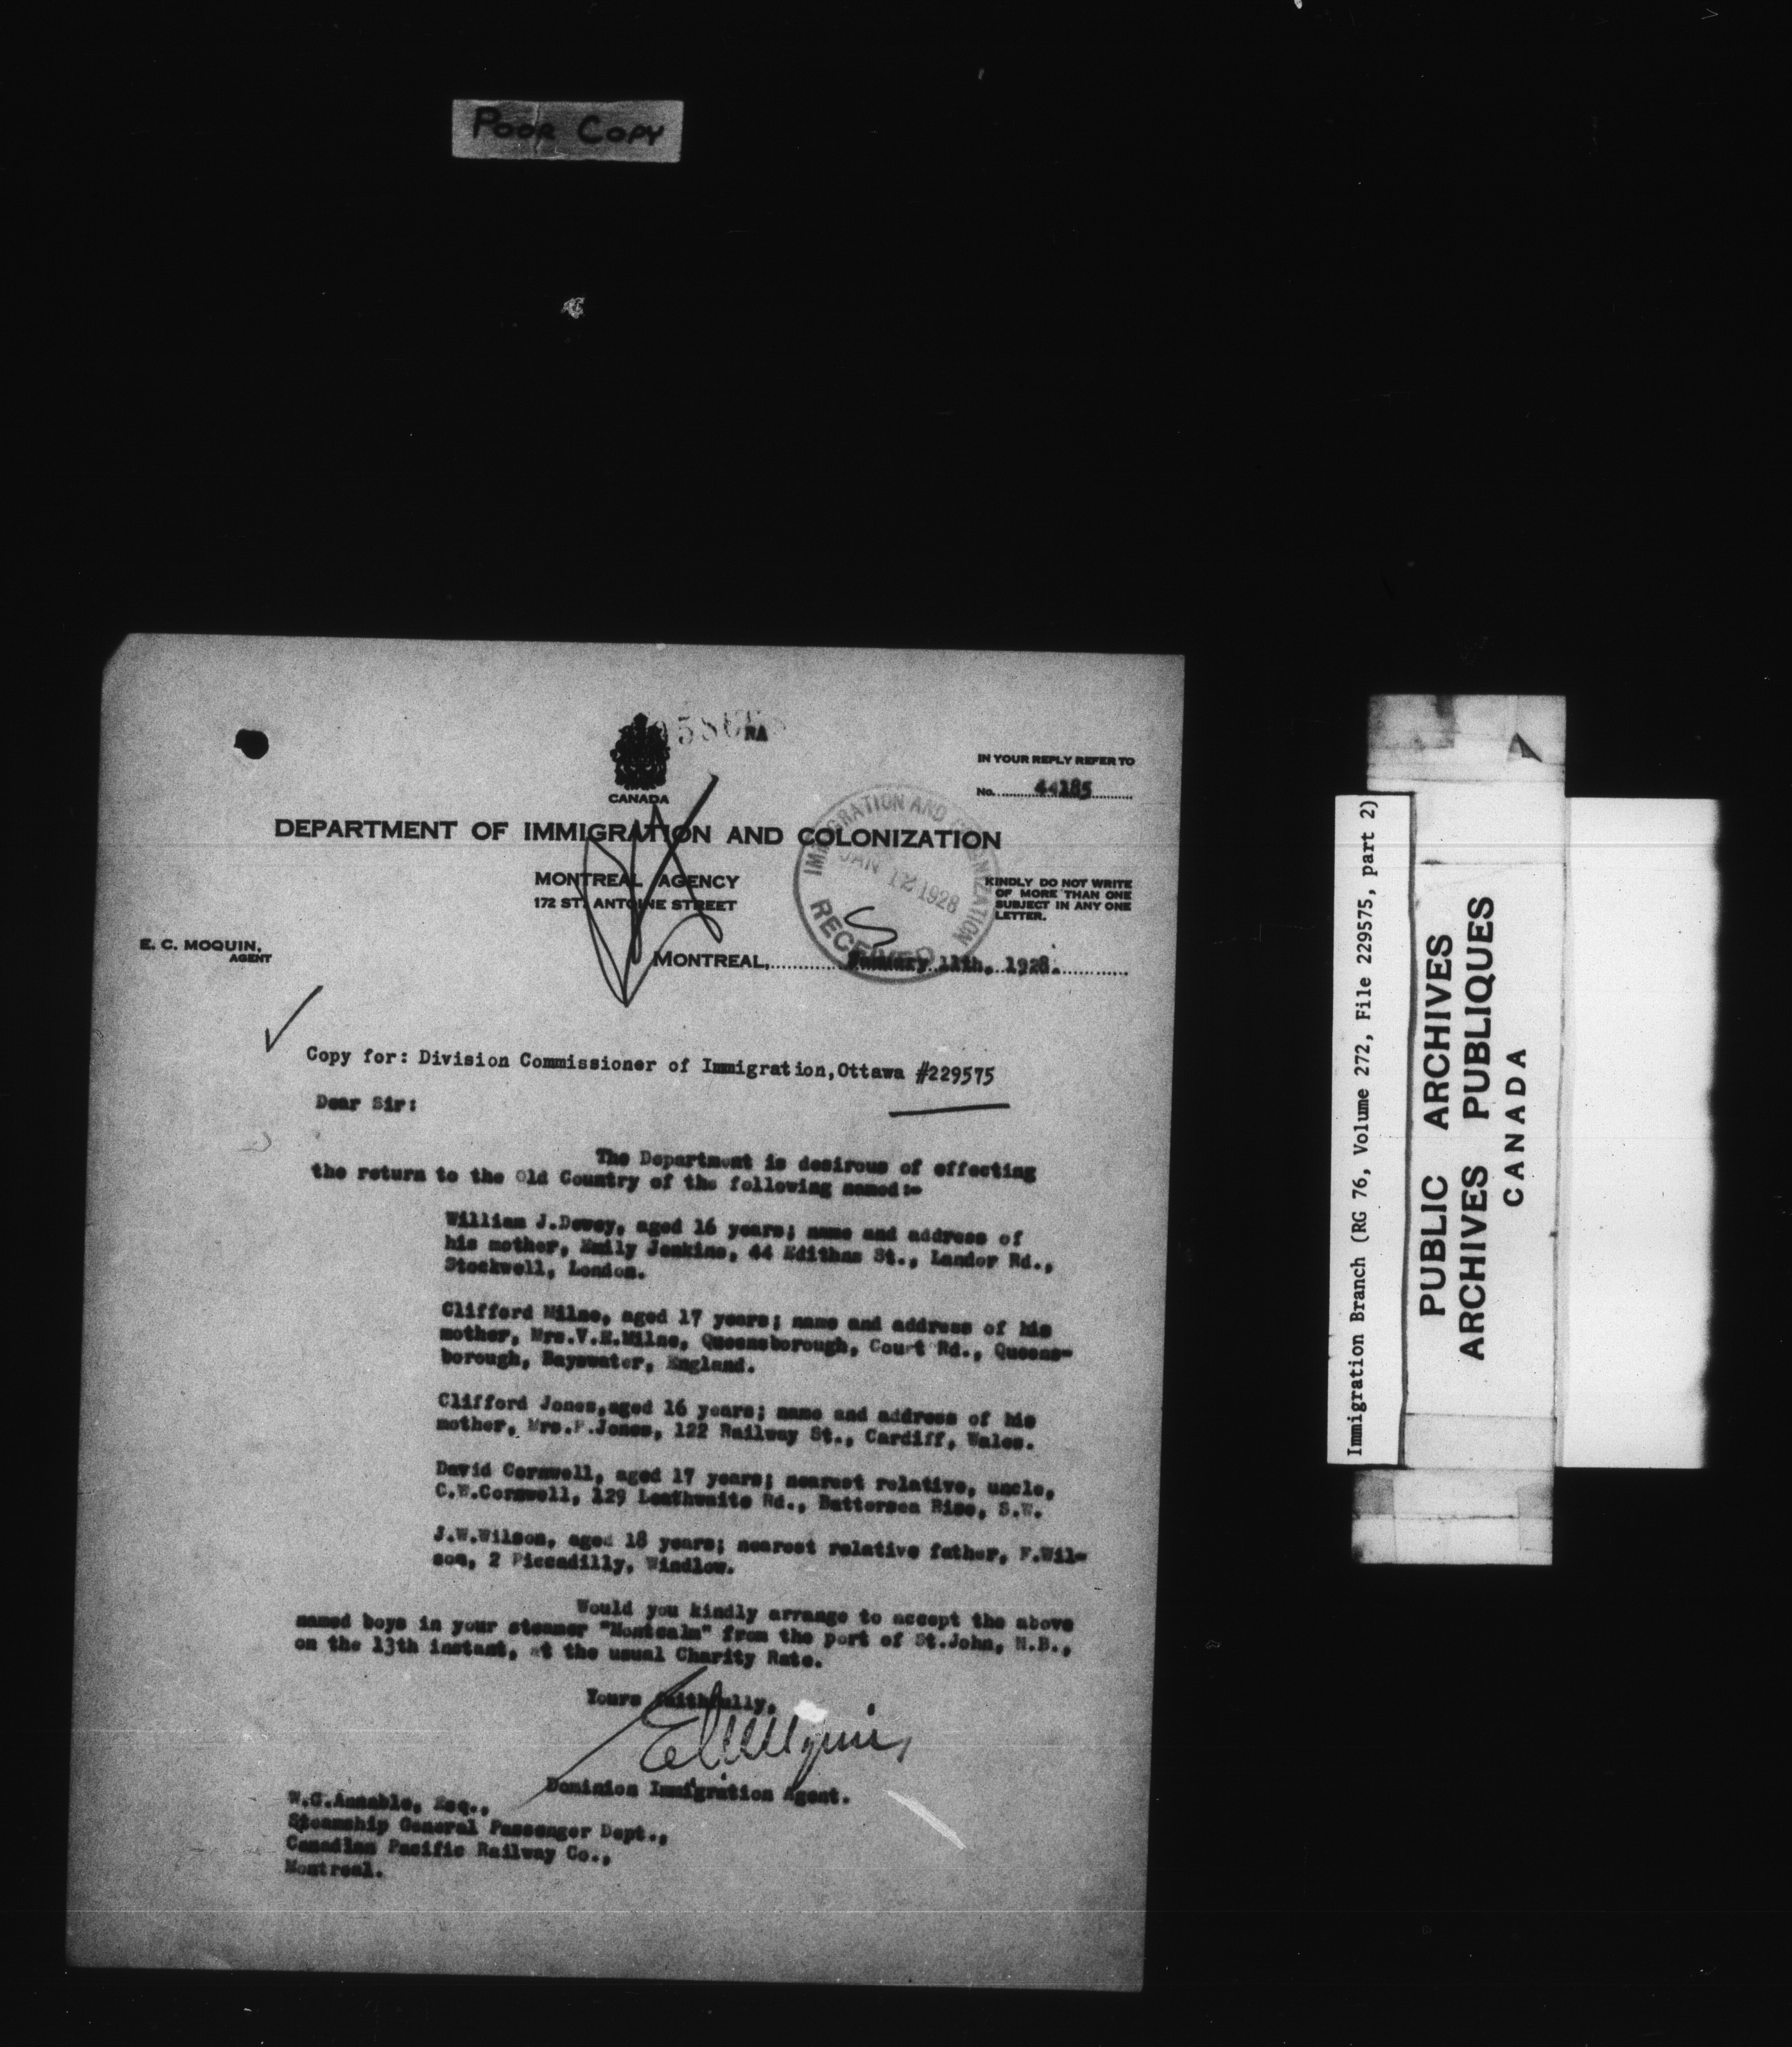 POOR COPY
RA
CANADA
IN YOUR REPLY REFER TO
No. 44185
DEPARTMENT OF IMMIGRATION AND COLONIZATION
MONTREAL AGENCY
172 ST. ANTOINE STREET
KINDLY DO NOT WRITE
OF MORE THAN ONE
SUBJECT IN ANY ONE
LETTER.
IMMIGRATION AND COLONIZATION
JAN 12 1928
RECEIVED
E. C. MOQUIN,
AGENT
MONTREAL, January 11th, 1928.
Copy for: Division Commissioner of Immigration,Ottawa #229575
Dear Sir:
The Department is desirous of effecting
the return to the Old Country of the following named:-
William J.Dewey, aged 16 years; name and address of
his mother, Emily Jenkins, 44 Edithna St., Landor Rd.,
Stockwell, London.
Clifford Milne, aged 17 years; name and address of his
mother, Mrs.V.E.Milne, Queensborough, Court Rd., Queens-
borough, Bayswater, England.
Clifford Jones,aged 16 years; name and address of his
mother, Mrs.F.Jones, 122 Railway St., Cardiff, Wales.
David Cornwell, aged 17 years; nearest relative, uncle,
C.W.Cornwell, 129 Leathwaite Rd., Battersea Rise, S.W.
J.W.Wilson, aged 18 years; nearest relative father, F.Wil-
son, 2 Piccadilly, Windlow.
Would you kindly arrange to accept the above
named boys in your steamer "Montcalm" from the port of St.John, N.B.,
on the 13th instant, at the usual Charity Rate.
Yours faithfully,
E.C. Moquin,
Dominion Immigration Agent.
W.G.Annable, Esq.,
Steamship General Passenger Dept.,
Canadian Pacific Railway Co.,
Montreal.
Immigration Branch (RG 76, Volume 272, File 229575, part 2)
PUBLIC ARCHIVES
ARCHIVES PUBLIQUES
CANADA